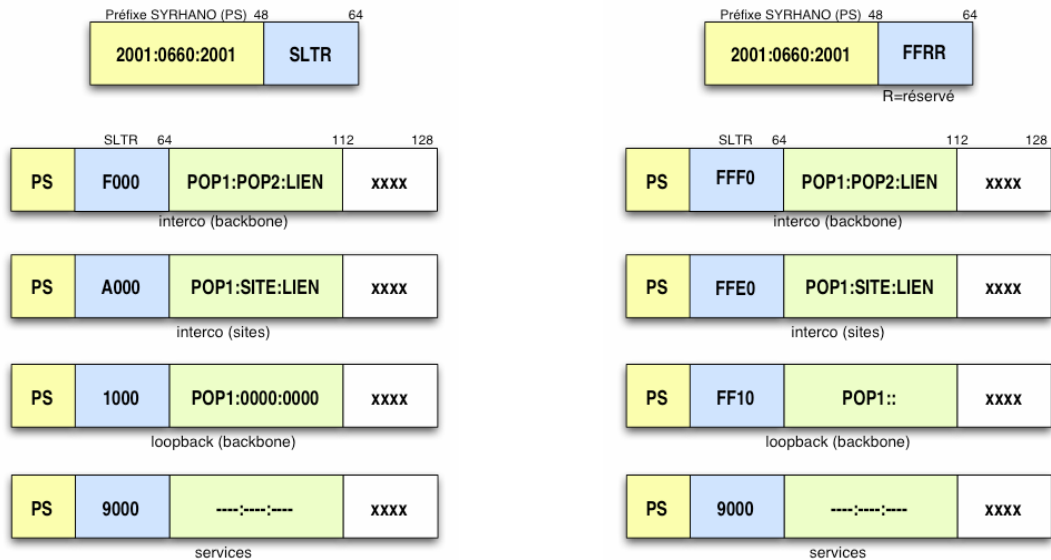 Préfixe SYRHANO (PS) 48 64
2001:0660:2001 SLTR
SLTR 64 112 128
PS F000 POP1:POP2:LIEN xxxx
interco (backbone)
PS A000 POP1:SITE:LIEN xxxx
interco (sites)
PS 1000 POP1:0000:0000 xxxx
loopback (backbone)
PS 9000 ----:----:---- xxxx
services
Préfixe SYRHANO (PS) 48 64
2001:0660:2001 FFRR
R=réservé
SLTR 64 112 128
PS FFF0 POP1:POP2:LIEN xxxx
interco (backbone)
PS FFE0 POP1:SITE:LIEN xxxx
interco (sites)
PS FF10 POP1:: xxxx
loopback (backbone)
PS 9000 ----:----:---- xxxx
services